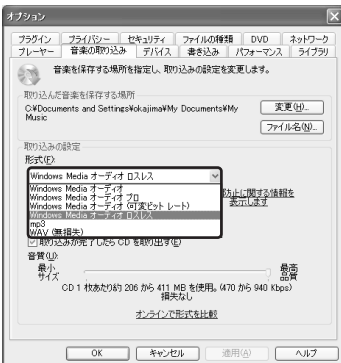 オプション
プラグイン プライバシー セキュリティ ファイルの種類 DVD ネットワーク
プレーヤー 音楽の取り込み デバイス 書き込み パフォーマンス ライブラリ
音楽を保存する場所を指定し、取り込みの設定を変更します。
取り込んだ音楽を保存する場所
C:¥Documents and Settings¥okajima¥My Documents¥My Music
変更(H)...
ファイル名(N)...
取り込みの設定
形式(F):
Windows Media オーディオ ロスレス
Windows Media オーディオ
Windows Media オーディオ プロ
Windows Media オーディオ (可変ビット レート)
Windows Media オーディオ ロスレス
mp3
WAV (無損失)
防止に関する情報を
表示します
取り込みが完了したら CD を取り出す(E)
音質(U):
最小
サイズ
最高
品質
CD 1 枚あたり約 206 から 411 MB を使用。(470 から 940 Kbps)
損失なし
オンラインで形式を比較
OK キャンセル 適用(A) ヘルプ